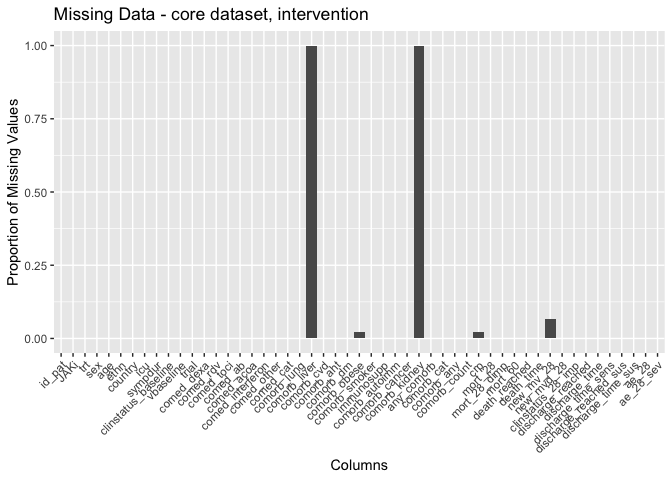 Missing Data - core dataset, intervention
Proportion of Missing Values
1.00
0.75
0.50
0.25
0.00
id_pat
JAKi
trt
sex
age
ethn
country
icu
sympdur
clinstatus_baseline
vbaseline
trial
comed_dexa
comed_rdv
comed_toci
comed_ab
comed_acoa
comed_interferon
comed_other
comed_cat
comorb_lung
comorb_liver
comorb_cvd
comorb_aht
comorb_dm
comorb_obese
comorb_smoker
immunosupp
comorb_autoimm
comorb_cancer
comorb_kidney
any_comorb
comorb_cat
comorb_any
comorb_count
crp
mort_28
mort_60
death_reached
death_time
new_mv_28
new_mvd_28
clinstatus_28_imp
discharge_reached
discharge_time
discharge_time_sens
discharge_reached_sus
discharge_time_sus
ae_28
ae_28_sev
Columns